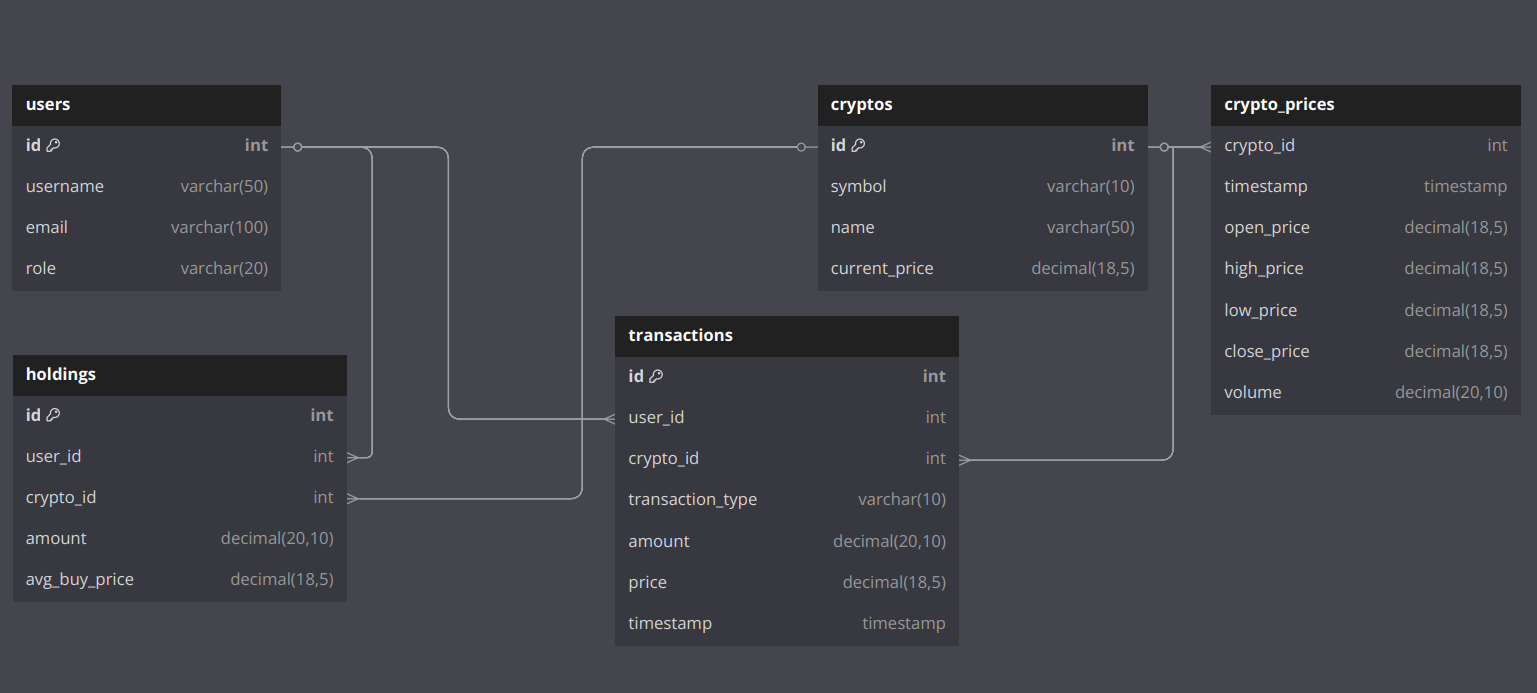 users
id int
username varchar(50)
email varchar(100)
role varchar(20)
holdings
id int
user_id int
crypto_id int
amount decimal(20,10)
avg_buy_price decimal(18,5)
transactions
id int
user_id int
crypto_id int
transaction_type varchar(10)
amount decimal(20,10)
price decimal(18,5)
timestamp timestamp
cryptos
id int
symbol varchar(10)
name varchar(50)
current_price decimal(18,5)
crypto_prices
crypto_id int
timestamp timestamp
open_price decimal(18,5)
high_price decimal(18,5)
low_price decimal(18,5)
close_price decimal(18,5)
volume decimal(20,10)